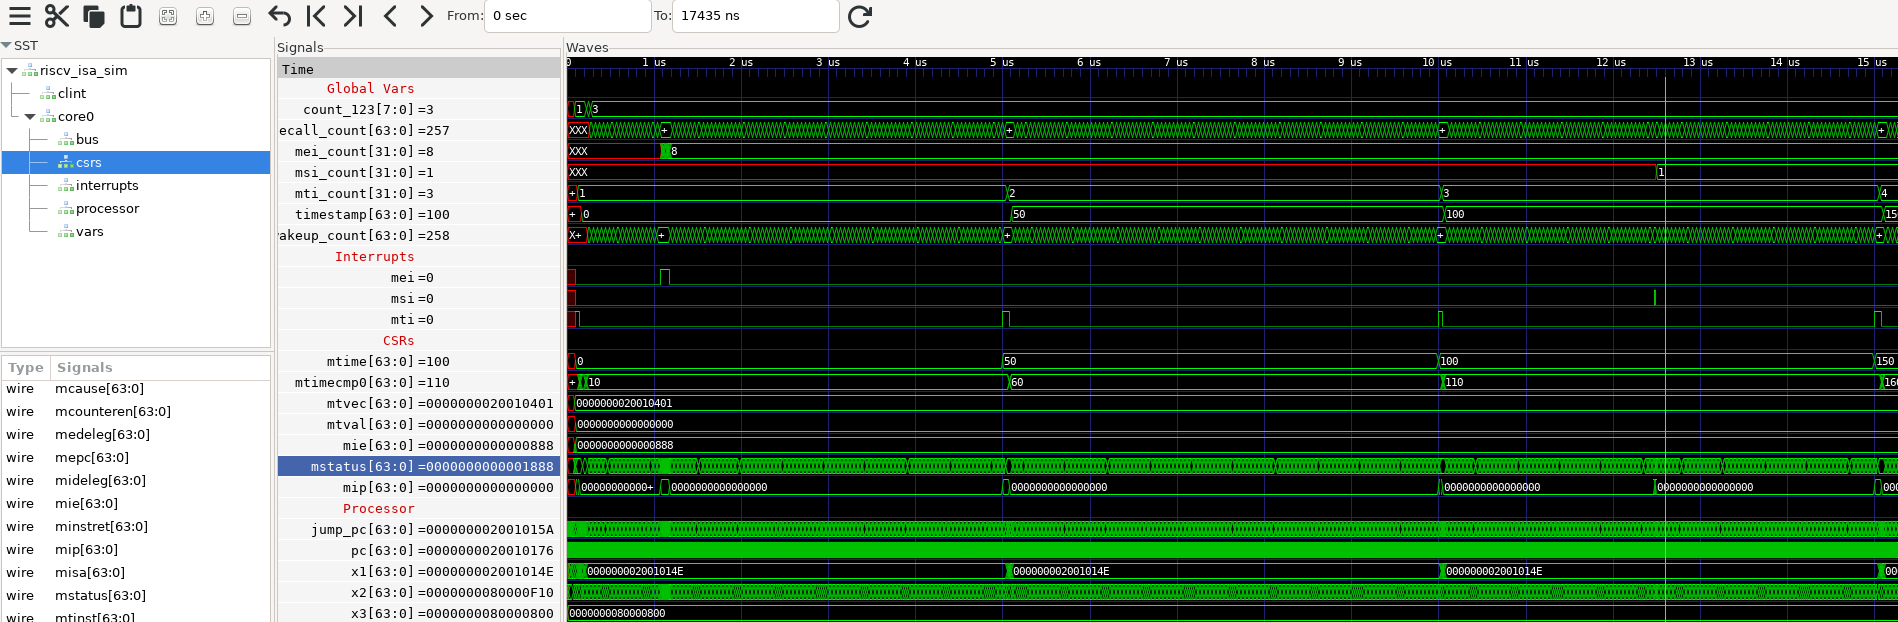 From: 0 sec To: 17435 ns
SST
riscv_isa_sim
clint
core0
bus
csrs
interrupts
processor
vars
Type Signals
wire mcause[63:0]
wire mcounteren[63:0]
wire medeleg[63:0]
wire mepc[63:0]
wire mideleg[63:0]
wire mie[63:0]
wire minstret[63:0]
wire mip[63:0]
wire misa[63:0]
wire mstatus[63:0]
wire mtinst[63:0]
Signals
Time
Global Vars
count_123[7:0] =3
ecall_count[63:0] =257
mei_count[31:0] =8
msi_count[31:0] =1
mti_count[31:0] =3
timestamp[63:0] =100
akeup_count[63:0] =258
Interrupts
mei =0
msi =0
mti =0
CSRs
mtime[63:0] =100
mtimecmp0[63:0] =110
mtvec[63:0] =0000000020010401
mtval[63:0] =0000000000000000
mie[63:0] =0000000000000888
mstatus[63:0] =0000000000001888
mip[63:0] =0000000000000000
Processor
jump_pc[63:0] =000000002001015A
pc[63:0] =0000000020010176
x1[63:0] =000000002001014E
x2[63:0] =0000000080000F10
x3[63:0] =0000000080000800
Waves
0 1 us 2 us 3 us 4 us 5 us 6 us 7 us 8 us 9 us 10 us 11 us 12 us 13 us 14 us 15 us
1 3
XXX + + + +
XXX 8
XXX 1
+ 1 2 3 4
+ 0 50 100 15
X+ + + + +
0 50 100 150
+ 10 60 110 16
0000000020010401
0000000000000000
0000000000000888
00000000000+ 0000000000000000 0000000000000000 0000000000000000 0000000000000000 00
000000002001014E 000000002001014E 000000002001014E 00
0000000080000800